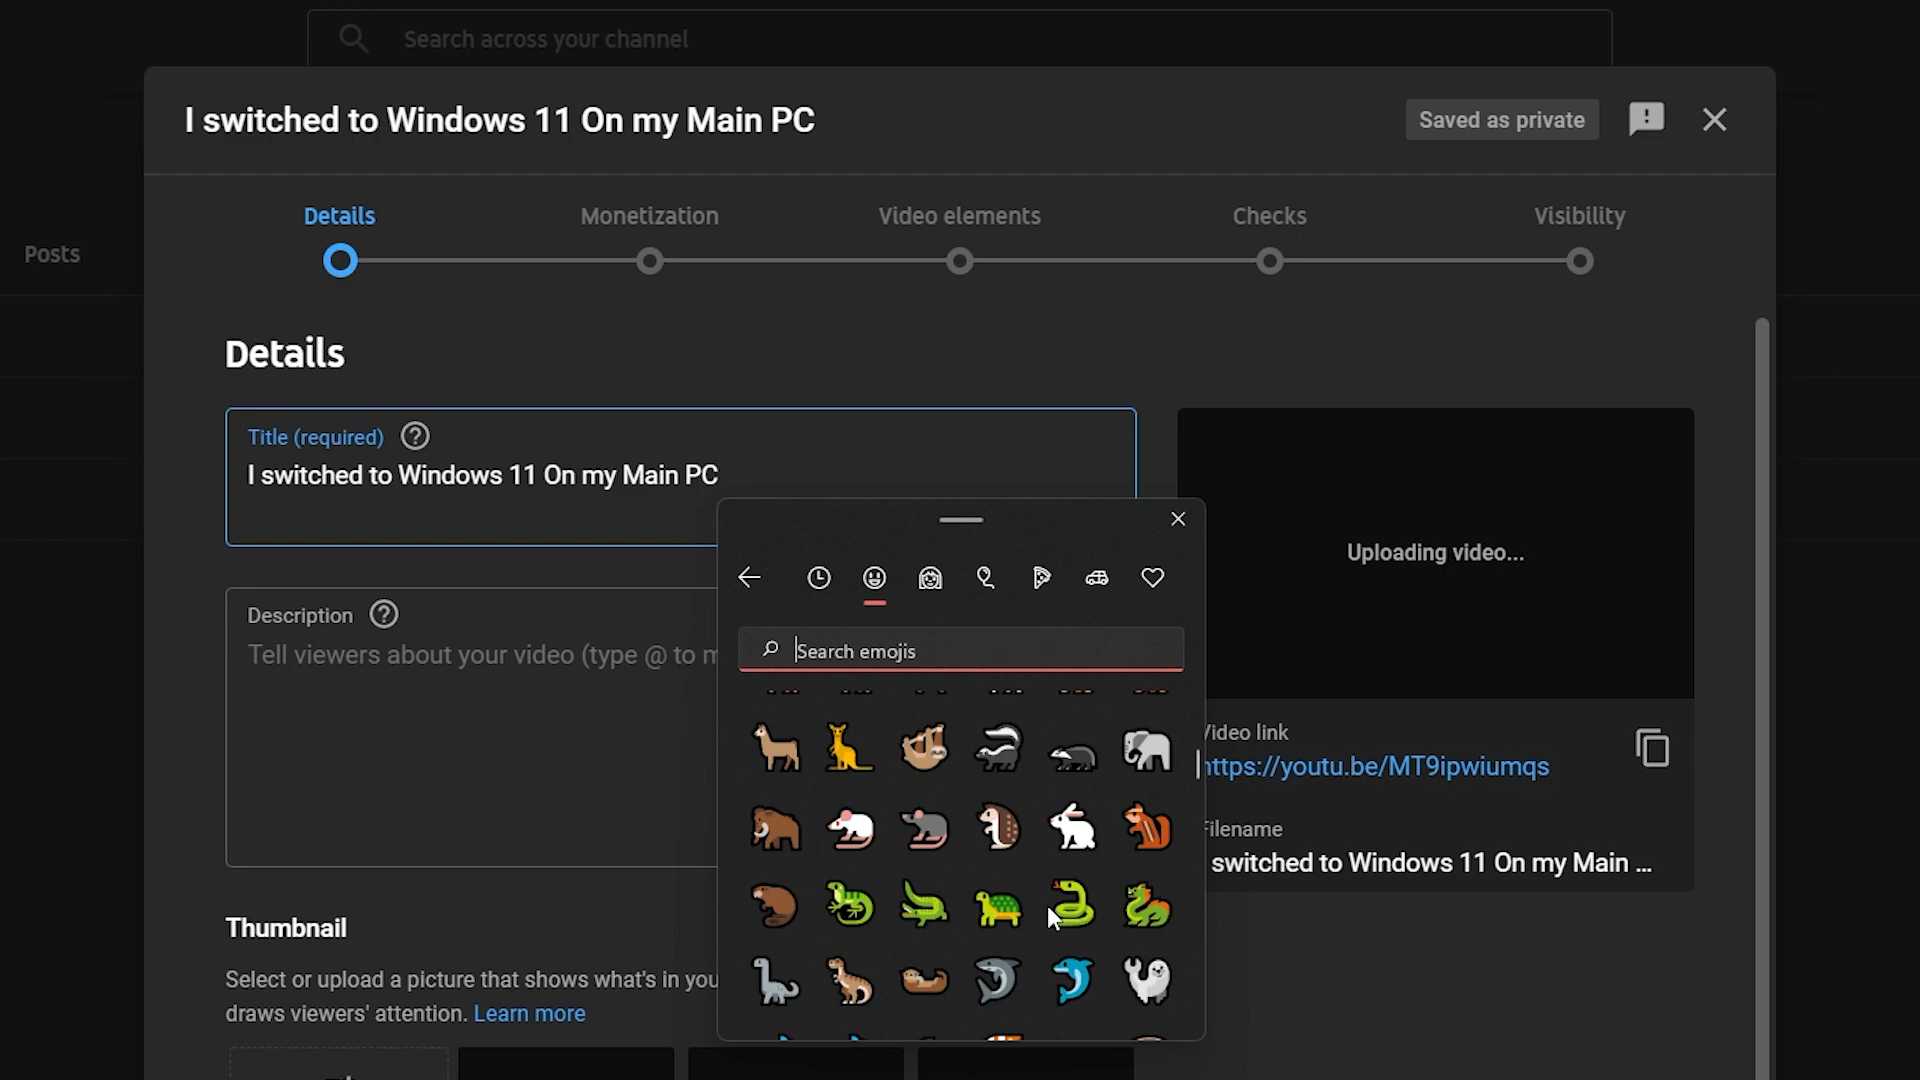 Search across your channel
I switched to Windows 11 On my Main PC
Saved as private
Details
Monetization
Video elements
Checks
Visibility
Posts
Details
Title (required)
I switched to Windows 11 On my Main PC
Uploading video...
Description
Tell viewers about your video (type @ to m
Search emojis
Video link
https://youtu.be/MT9ipwiumqs
Filename
switched to Windows 11 On my Main ...
Thumbnail
Select or upload a picture that shows what's in you
draws viewers' attention. Learn more